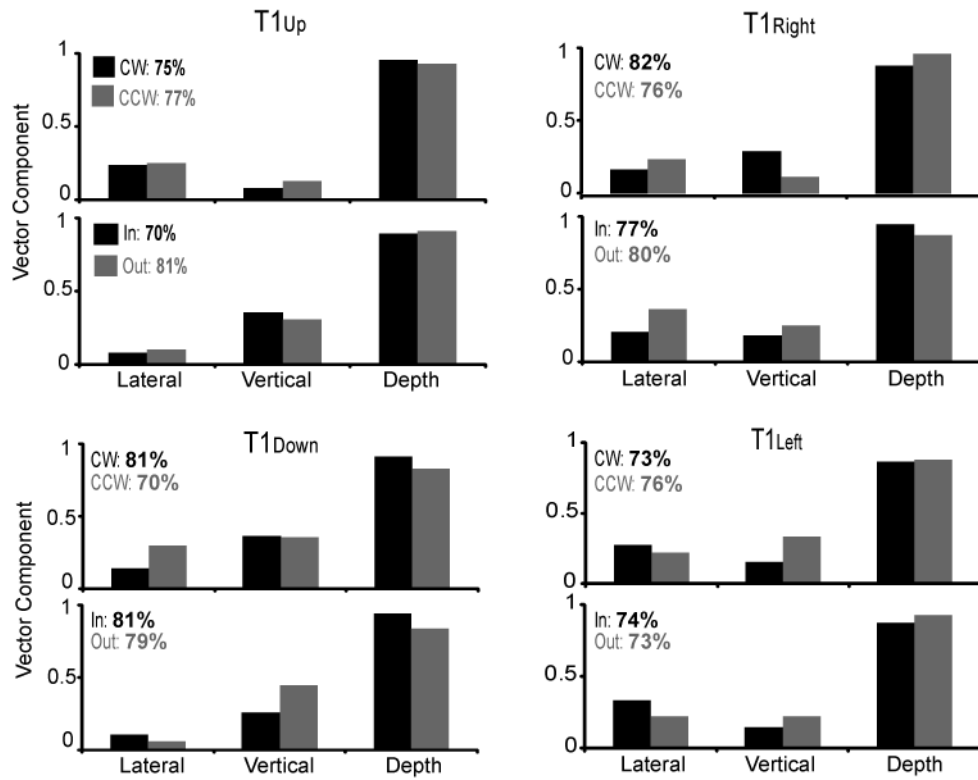 T1Up
Vector Component
1
0.5
0
CW: 75%
CCW: 77%
1
0.5
0
In: 70%
Out: 81%
Lateral Vertical Depth
T1Right
1
0.5
0
CW: 82%
CCW: 76%
1
0.5
0
In: 77%
Out: 80%
Lateral Vertical Depth
T1Down
Vector Component
1
0.5
0
CW: 81%
CCW: 70%
1
0.5
0
In: 81%
Out: 79%
Lateral Vertical Depth
T1Left
1
0.5
0
CW: 73%
CCW: 76%
1
0.5
0
In: 74%
Out: 73%
Lateral Vertical Depth